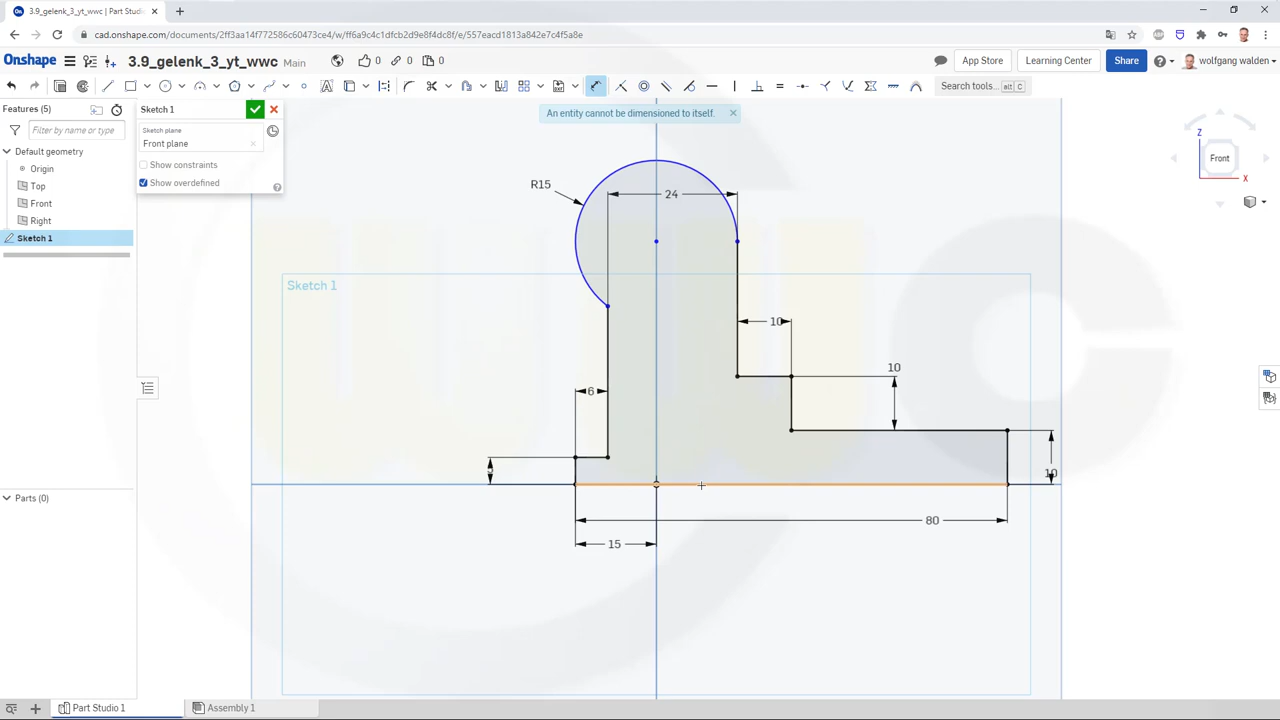 3.9_gelenk_3_yt_wwc | Part Studi
cad.onshape.com/documents/2ff3aa14f772586c60473ce4/w/ff6a9c4c1dfcb2d9e8f4dc4f/e/557eacd1813a842e7c4f5a8e
Onshape
3.9_gelenk_3_yt_wwc
Main
0
0
App Store
Learning Center
Share
wolfgang walden
Search tools...
alt
C
Features (5)
Filter by name or type
Default geometry
Origin
Top
Front
Right
Sketch 1
Sketch 1
Sketch plane
Front plane
Show constraints
Show overdefined
An entity cannot be dimensioned to itself.
Sketch 1
R15
24
10
10
6
10
80
15
Z
Front
X
Parts (0)
Part Studio 1
Assembly 1